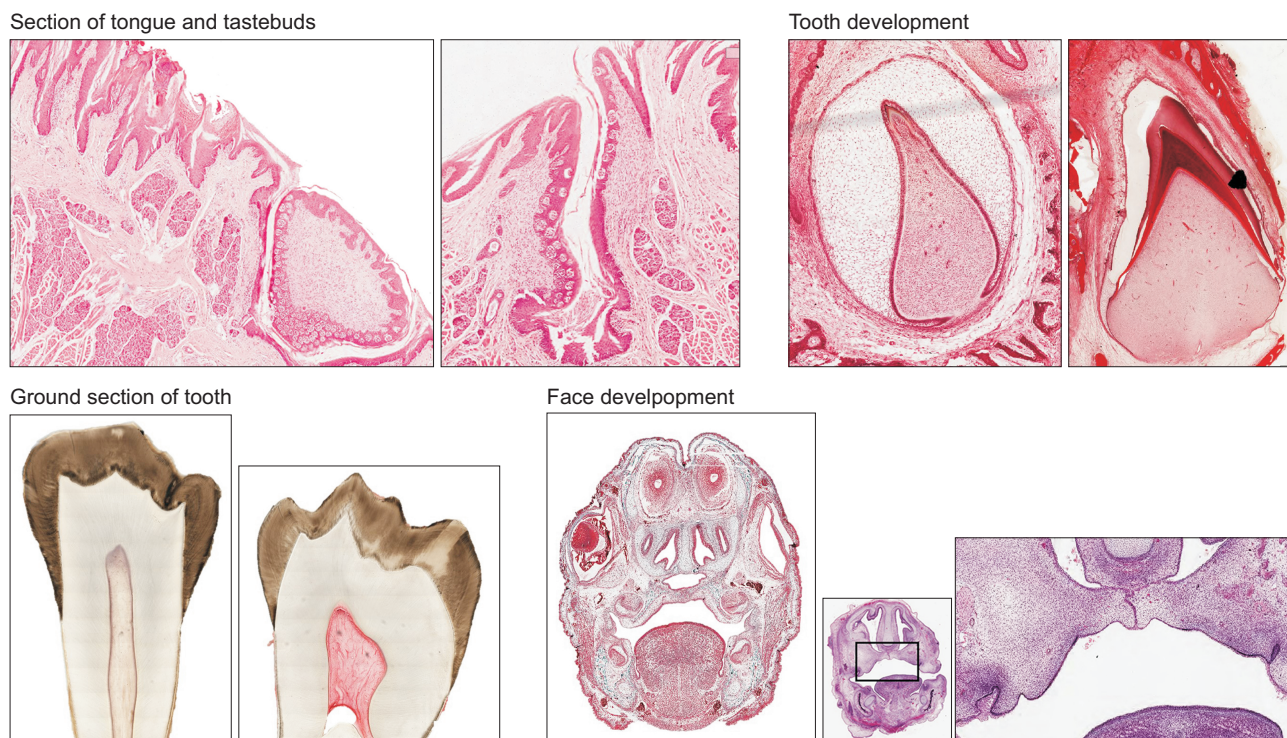 Section of tongue and tastebuds
Tooth development
Ground section of tooth
Face develpopment